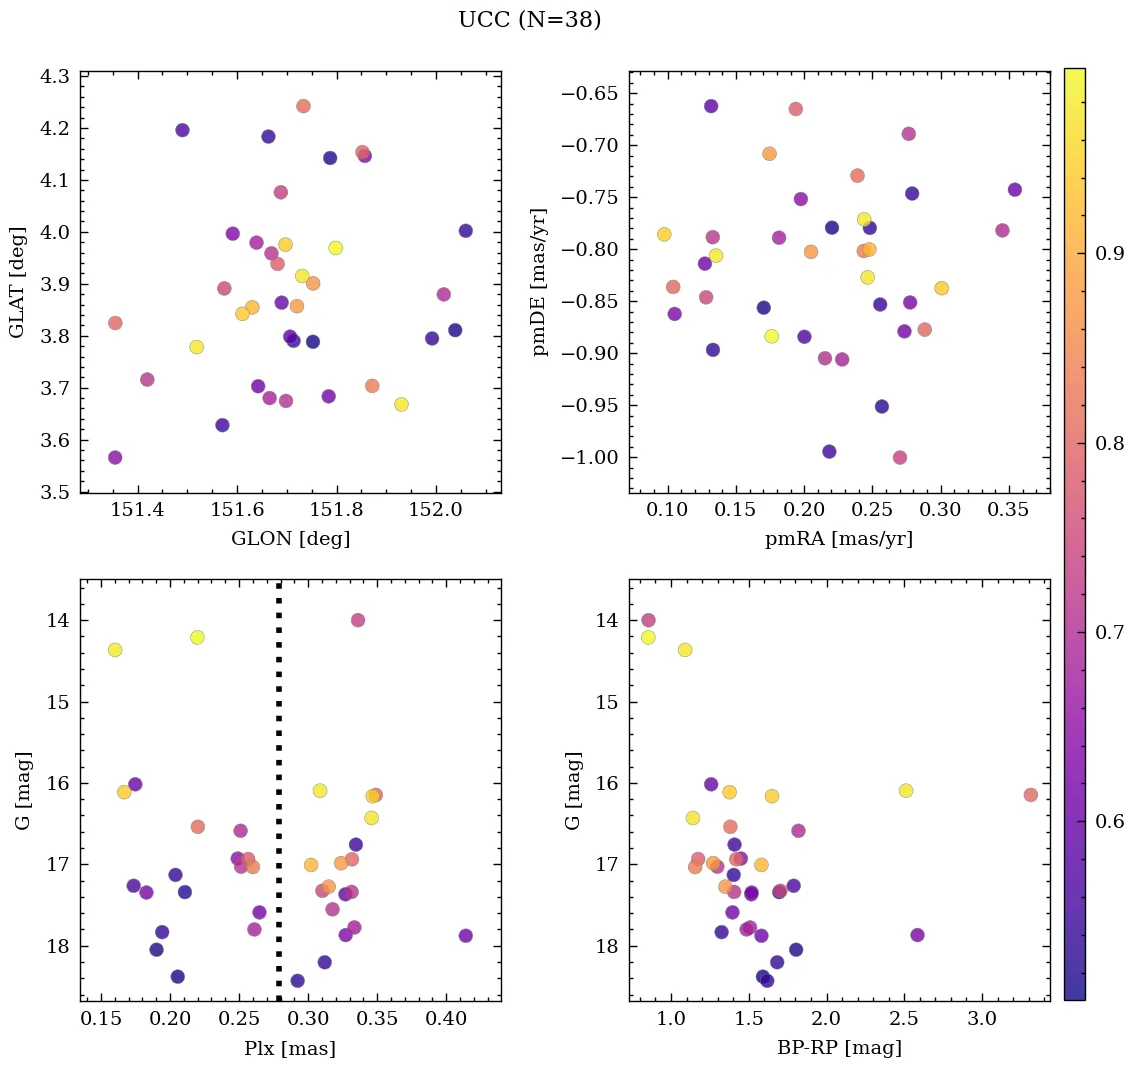 UCC (N=38)
4.3
4.2
4.1
4.0
3.9
3.8
3.7
3.6
3.5
GLAT [deg]
151.4 151.6 151.8 152.0
GLON [deg]
−0.65
−0.70
−0.75
−0.80
−0.85
−0.90
−0.95
−1.00
pmDE [mas/yr]
0.10 0.15 0.20 0.25 0.30 0.35
pmRA [mas/yr]
14
15
16
17
18
G [mag]
0.15 0.20 0.25 0.30 0.35 0.40
Plx [mas]
14
15
16
17
18
G [mag]
1.0 1.5 2.0 2.5 3.0
BP-RP [mag]
0.9
0.8
0.7
0.6